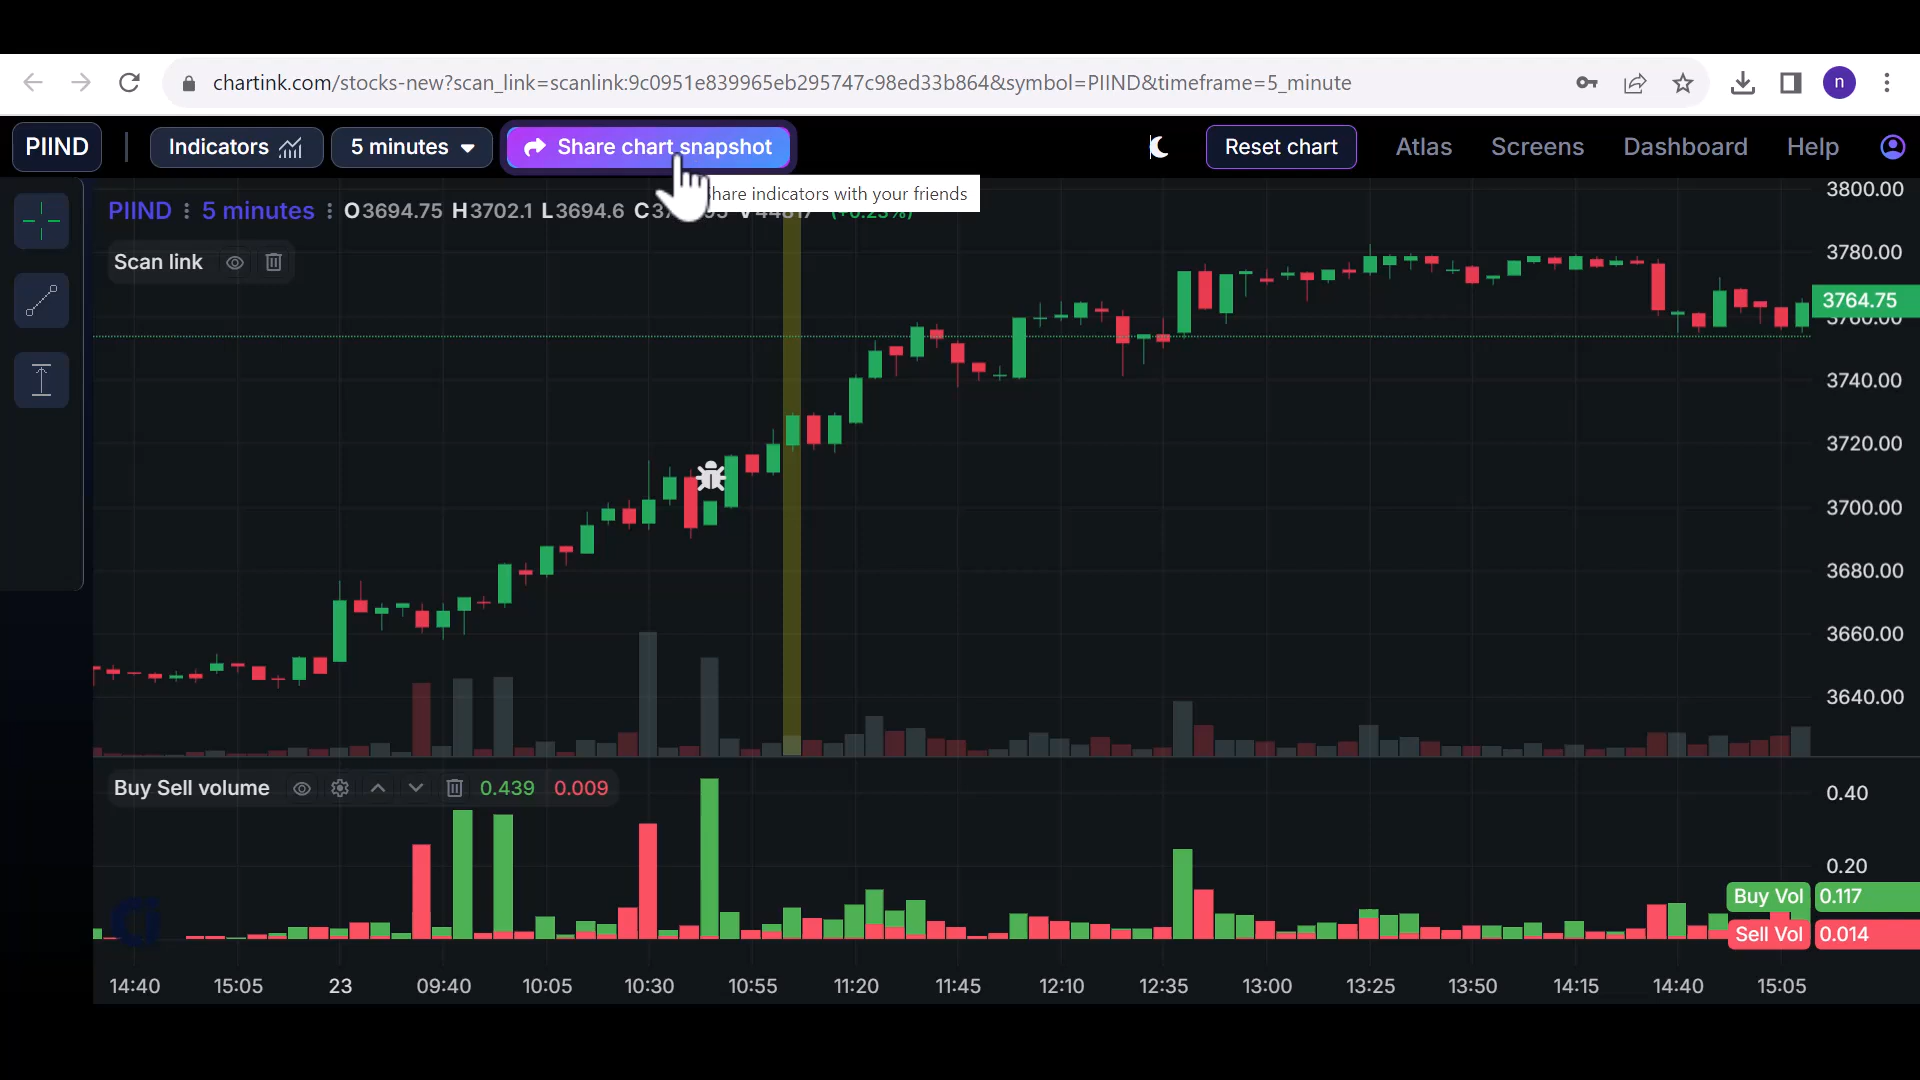 chartink.com/stocks-new?scan_link=scanlink:9c0951e839965eb295747c98ed33b864&symbol=PIIND&timeframe=5_minute
n
PIIND | Indicators 5 minutes Share chart snapshot Reset chart Atlas Screens Dashboard Help
indicators with your friends
PIIND 5 minutes O3694.75 H3702.1 L3694.6
Scan link
3800.00
3780.00
3764.75
3760.00
3740.00
3720.00
3700.00
3680.00
3660.00
3640.00
Buy Sell volume 0.439 0.009
0.40
0.20
Buy Vol 0.117
Sell Vol 0.014
14:40 15:05 23 09:40 10:05 10:30 10:55 11:20 11:45 12:10 12:35 13:00 13:25 13:50 14:15 14:40 15:05